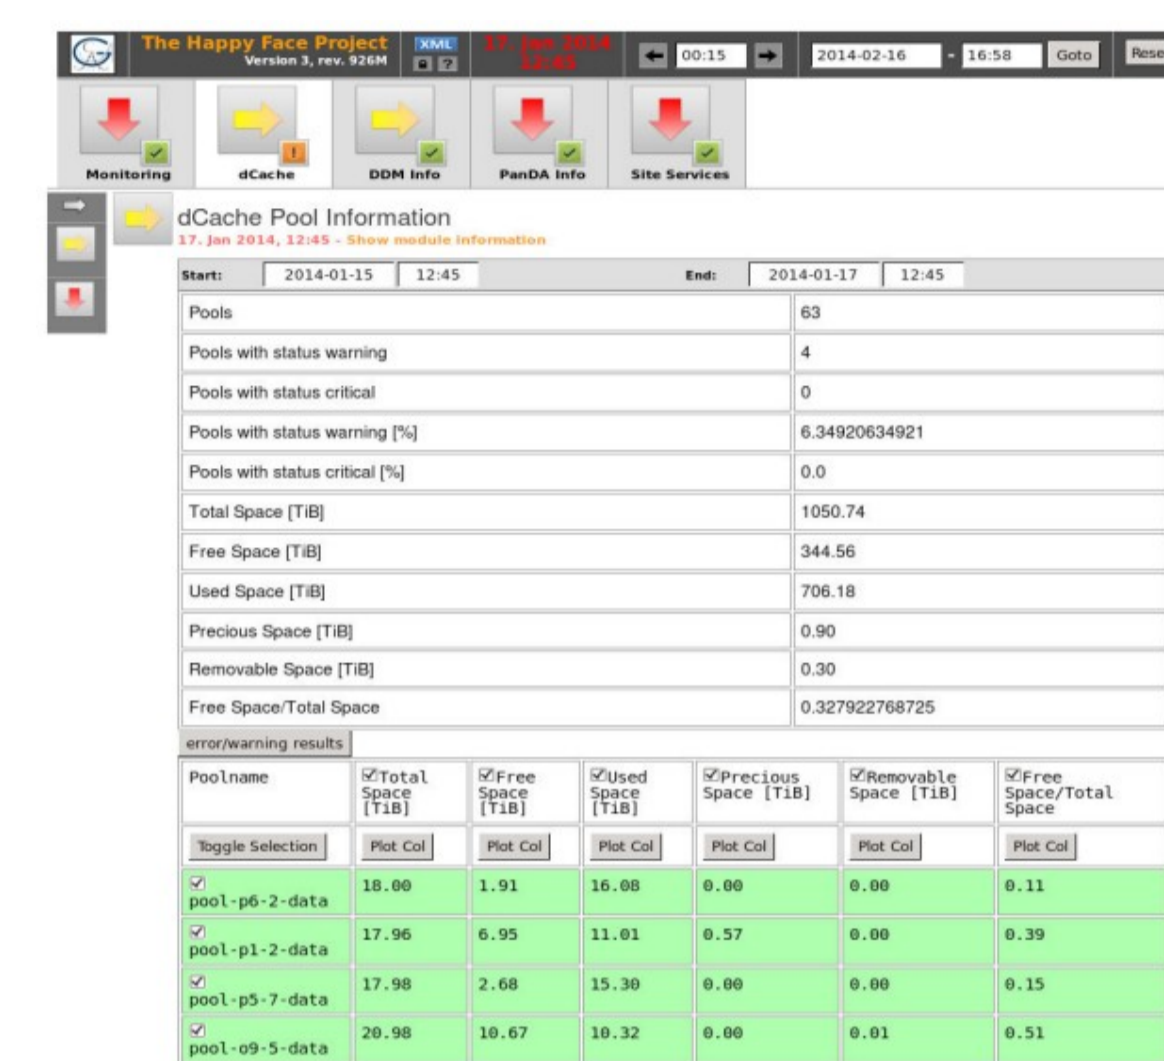 The Happy Face Project
Version 3, rev. 926M
XML
?
17. Jan 2014
12:45
00:15
2014-02-16 - 16:58 Goto Rese
Monitoring dCache DDM Info PanDA Info Site Services
dCache Pool Information
17. Jan 2014, 12:45 - Show module information
Start: 2014-01-15 12:45 End: 2014-01-17 12:45
Pools 63
Pools with status warning 4
Pools with status critical 0
Pools with status warning [%] 6.34920634921
Pools with status critical [%] 0.0
Total Space [TiB] 1050.74
Free Space [TiB] 344.56
Used Space [TiB] 706.18
Precious Space [TiB] 0.90
Removable Space [TiB] 0.30
Free Space/Total Space 0.327922768725
error/warning results
Poolname Total Space [TiB] Free Space [TiB] Used Space [TiB] Precious Space [TiB] Removable Space [TiB] Free Space/Total Space
Toggle Selection Plot Col Plot Col Plot Col Plot Col Plot Col Plot Col
pool-p6-2-data 18.00 1.91 16.08 0.00 0.00 0.11
pool-p1-2-data 17.96 6.95 11.01 0.57 0.00 0.39
pool-p5-7-data 17.98 2.68 15.30 0.00 0.00 0.15
pool-o9-5-data 20.98 10.67 10.32 0.00 0.01 0.51